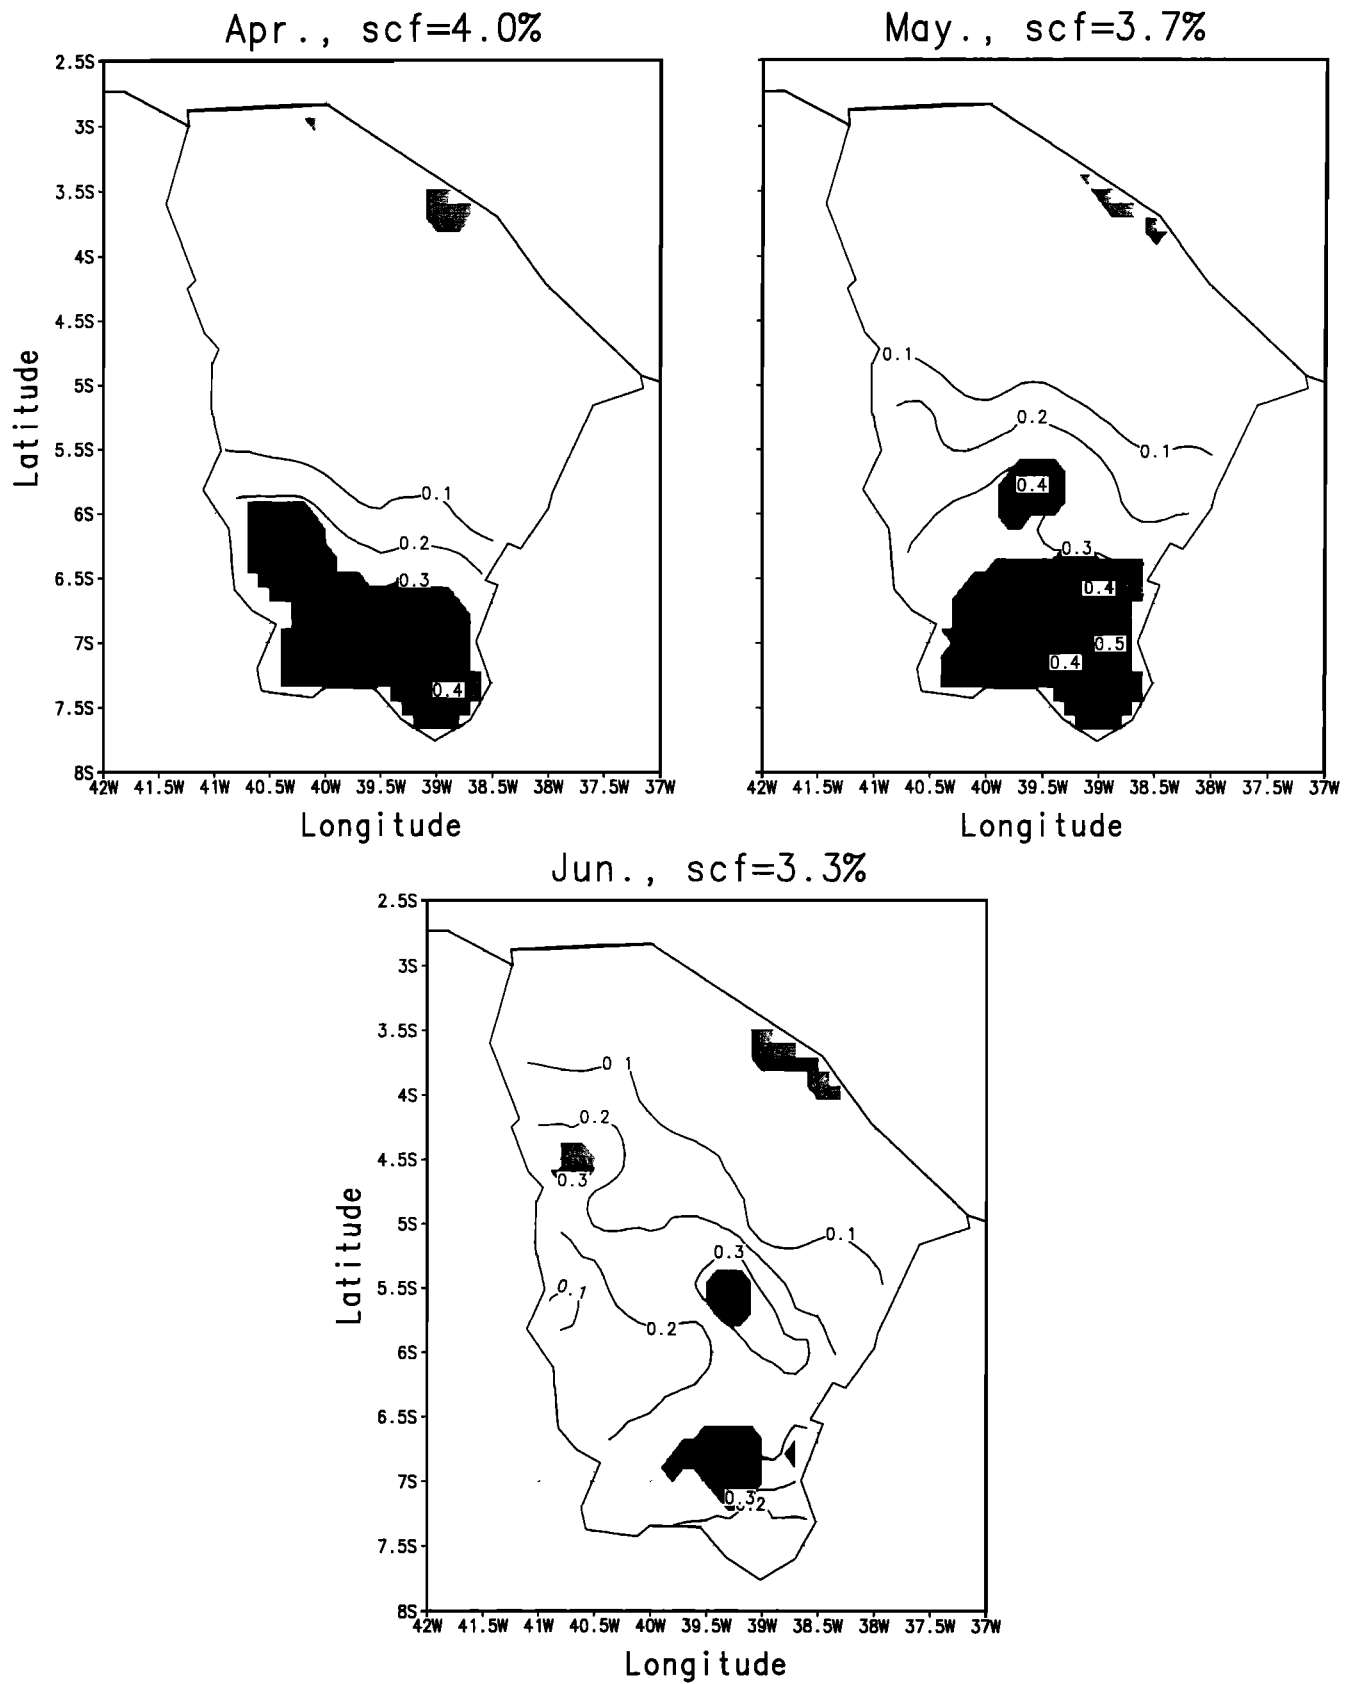 Apr., scf=4.0%
2.5S
3S
3.5S
4S
4.5S
5S
5.5S
6S
6.5S
7S
7.5S
8S
0.1
0.2
0.3
0.4
42W 41.5W 41W 40.5W 40W 39.5W 39W 38.5W 38W 37.5W 37W
Latitude
Longitude
May., scf=3.7%
0.1
0.2
0.1
0.4
0.3
0.4
0.5
0.4
42W 41.5W 41W 40.5W 40W 39.5W 39W 38.5W 38W 37.5W 37W
Longitude
Jun., scf=3.3%
2.5S
3S
3.5S
4S
4.5S
5S
5.5S
6S
6.5S
7S
7.5S
8S
0 1
0.2
0.3
0.1
0.3
0.1
0.2
0.3
0.2
42W 41.5W 41W 40.5W 40W 39.5W 39W 38.5W 38W 37.5W 37W
Latitude
Longitude